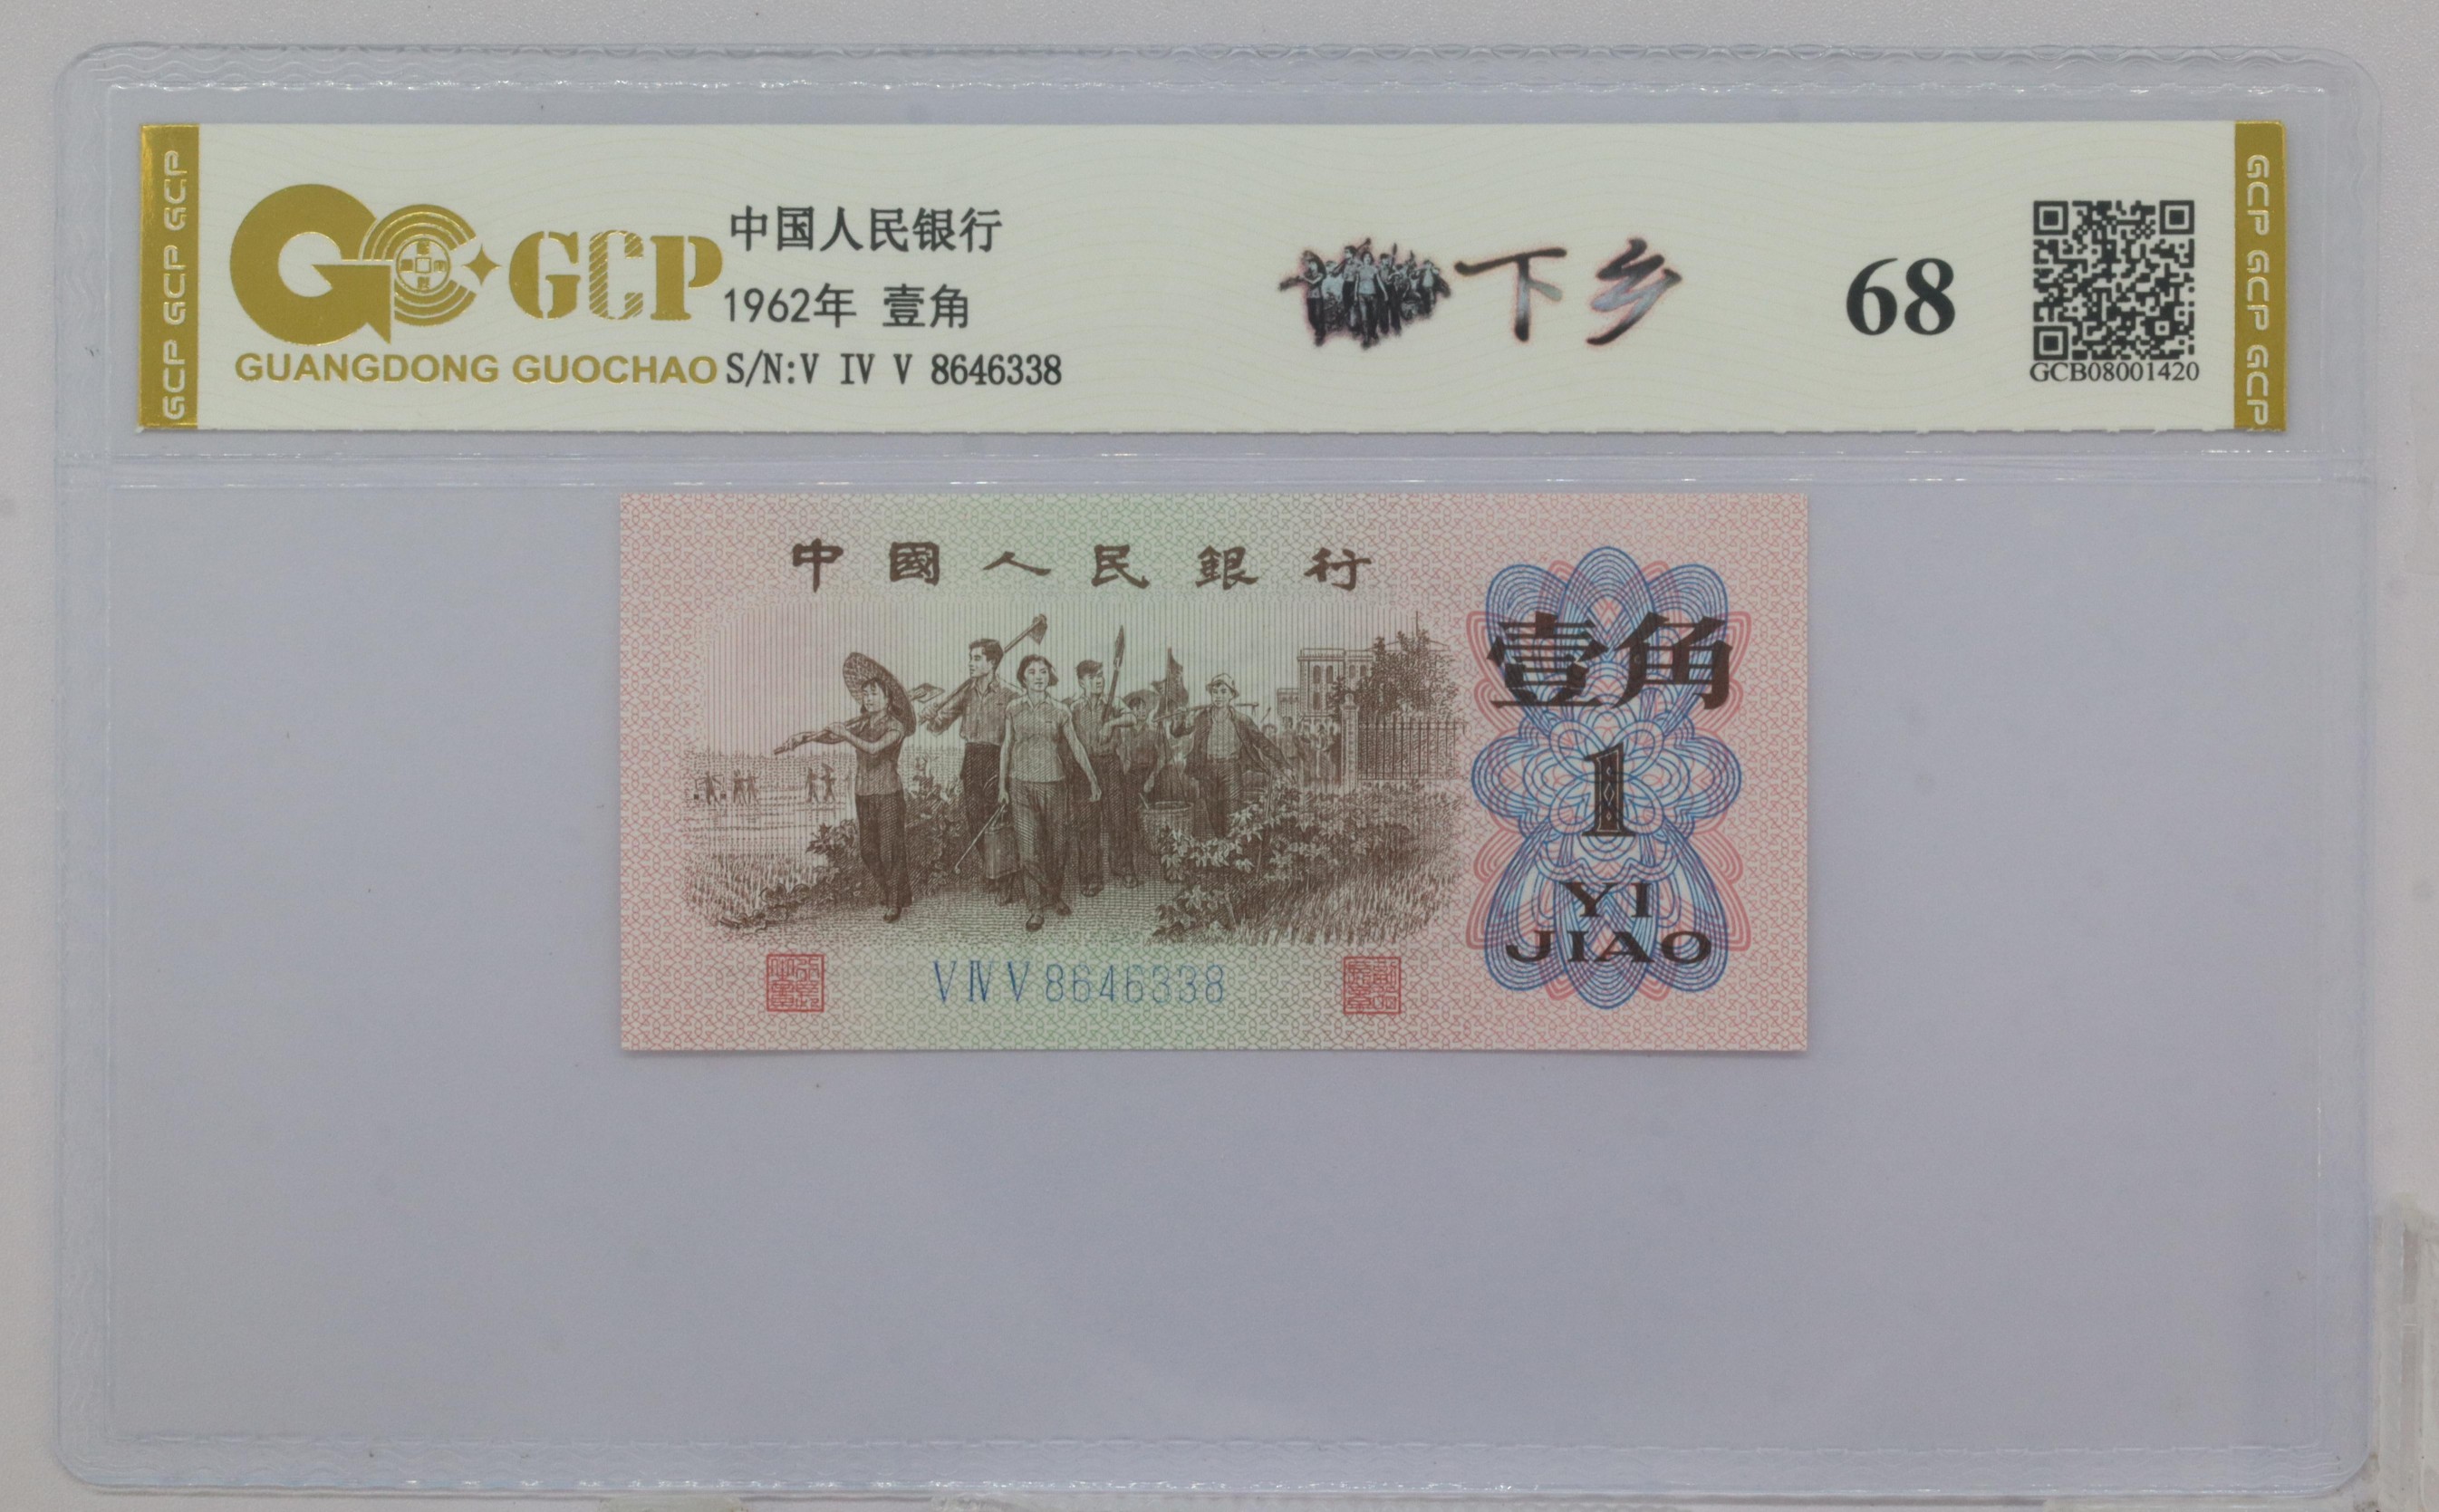 GCP GCP GCP
GCP
GUANGDONG GUOCHAO
中国人民银行
1962年 壹角
S/N:V IV V 8646338
下乡
68
GCB08001420
GCP GCP GCP
中國人民銀行
壹角
1
YI
JIAO
V IV V 8646338